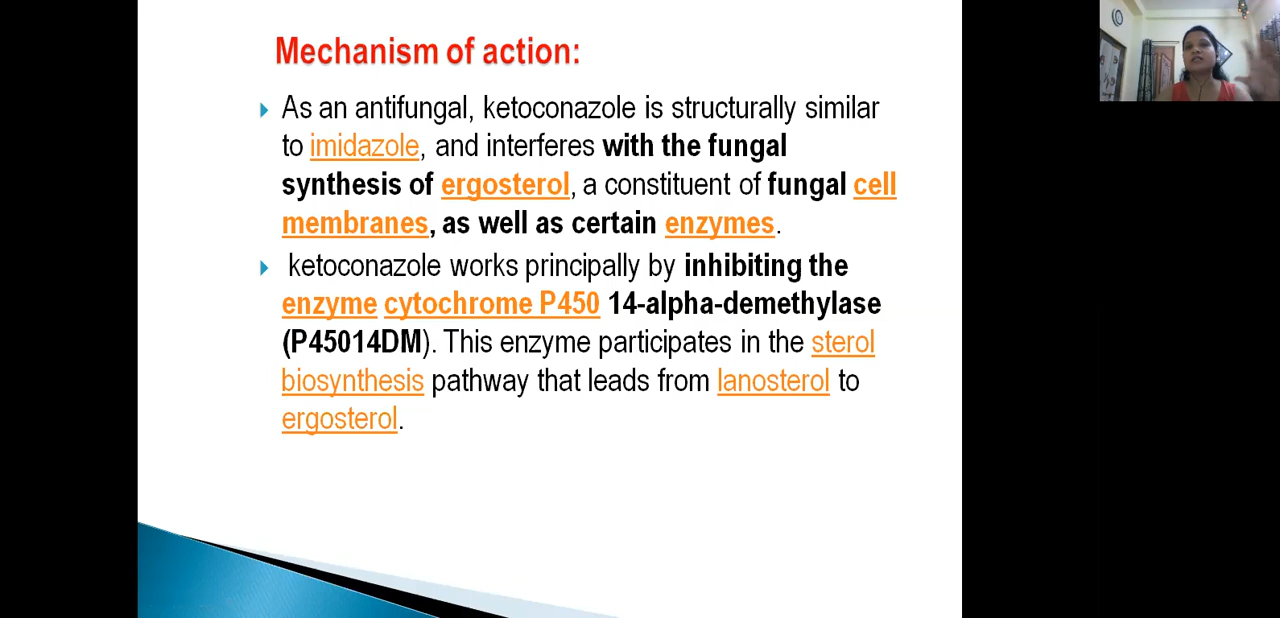 Mechanism of action:
As an antifungal, ketoconazole is structurally similar
to imidazole, and interferes with the fungal
synthesis of ergosterol, a constituent of fungal cell
membranes, as well as certain enzymes.
ketoconazole works principally by inhibiting the
enzyme cytochrome P450 14-alpha-demethylase
(P45014DM). This enzyme participates in the sterol
biosynthesis pathway that leads from lanosterol to
ergosterol.